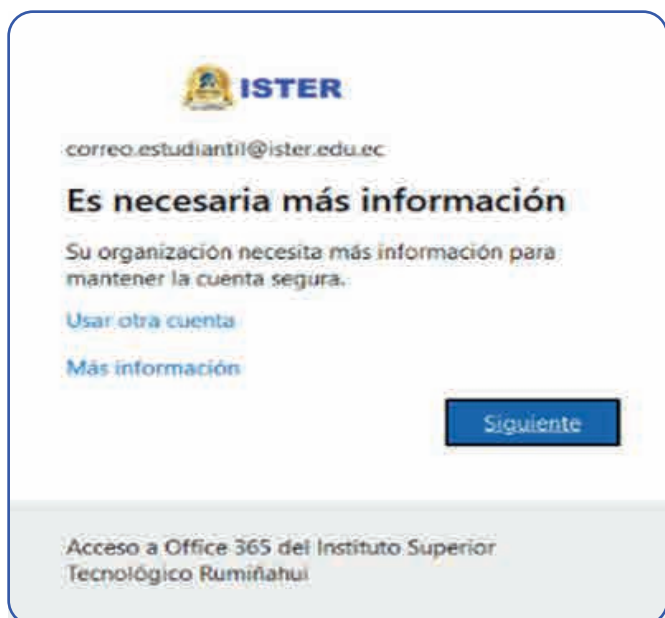 ISTER
correo.estudiantil@ister.edu.ec
Es necesaria más información
Su organización necesita más información para
mantener la cuenta segura.
Usar otra cuenta
Más información
Siguiente
Acceso a Office 365 del Instituto Superior
Tecnológico Rumiñahui